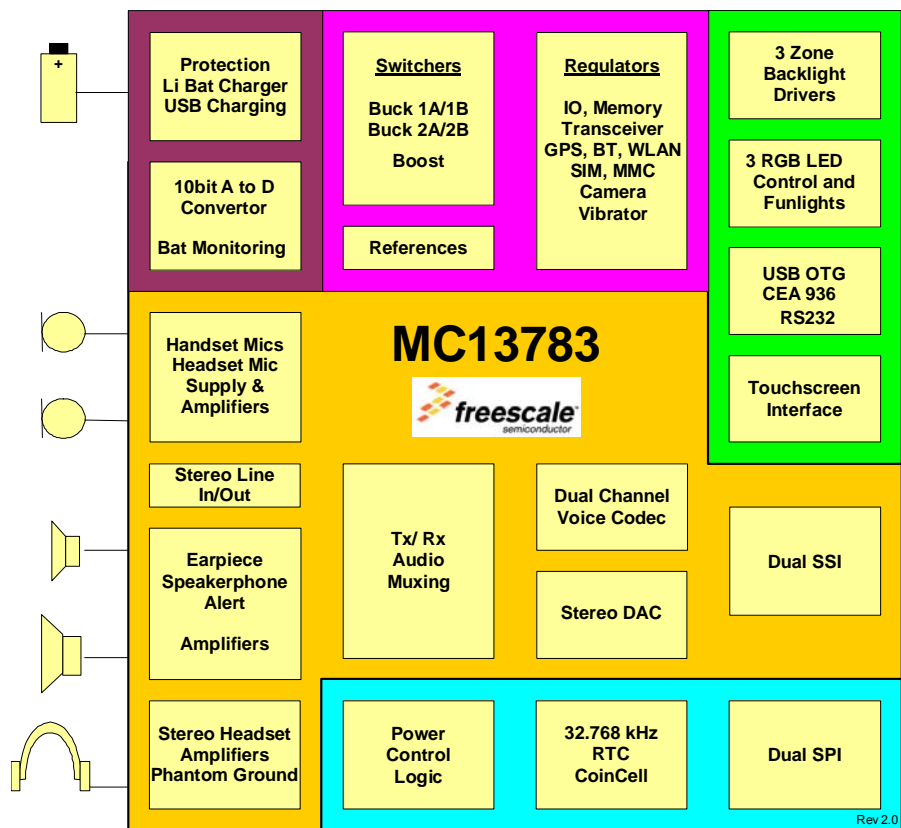 +
Protection
Li Bat Charger
USB Charging
10bit A to D
Convertor
Bat Monitoring
Switchers
Buck 1A/1B
Buck 2A/2B
Boost
References
Regulators
IO, Memory
Transceiver
GPS, BT, WLAN
SIM, MMC
Camera
Vibrator
3 Zone
Backlight
Drivers
3 RGB LED
Control and
Funlights
USB OTG
CEA 936
RS232
Touchscreen
Interface
MC13783
freescale™
semiconductor
Handset Mics
Headset Mic
Supply &
Amplifiers
Stereo Line
In/Out
Earpiece
Speakerphone
Alert
Amplifiers
Stereo Headset
Amplifiers
Phantom Ground
Tx/ Rx
Audio
Muxing
Dual Channel
Voice Codec
Stereo DAC
Dual SSI
Power
Control
Logic
32.768 kHz
RTC
CoinCell
Dual SPI
Rev 2.0